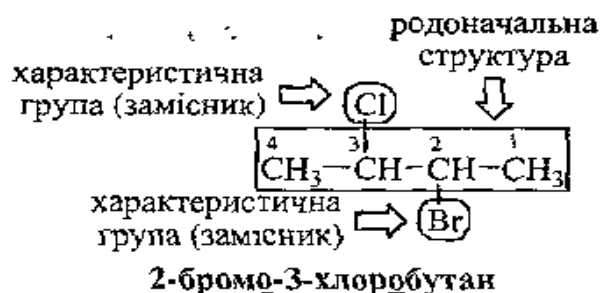 родоначальна
структура
характеристична
група (замісник)
Cl
4 3 2 1
CH₃—CH—CH—CH₃
характеристична
група (замісник)
Br
2-бромо-3-хлоробутан